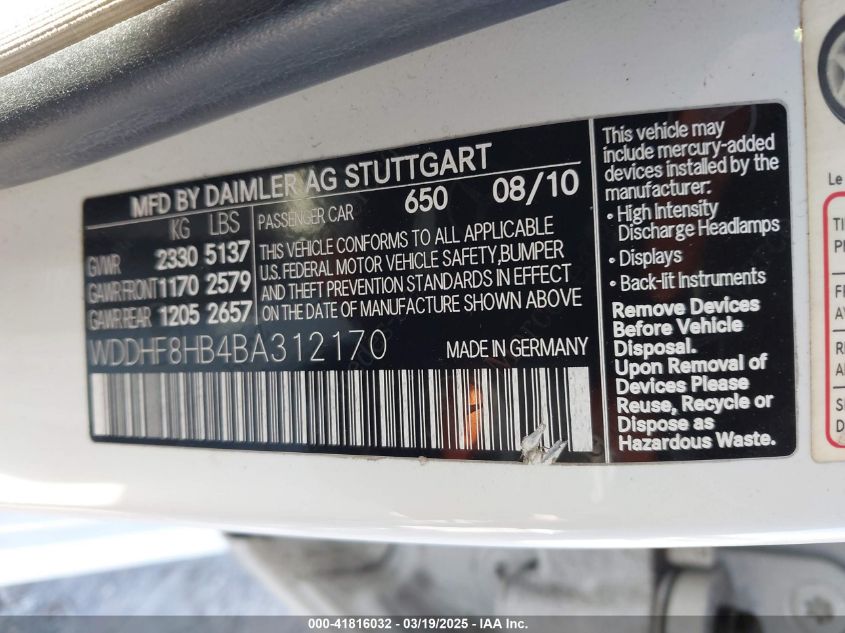 MFD BY DAIMLER AG STUTTGART
KG LBS
GVWR 2330 5137
GAWR FRONT 1170 2579
GAWR REAR 1205 2657
PASSENGER CAR 650 08/10
THIS VEHICLE CONFORMS TO ALL APPLICABLE
U.S. FEDERAL MOTOR VEHICLE SAFETY, BUMPER
AND THEFT PREVENTION STANDARDS IN EFFECT
ON THE DATE OF MANUFACTURE SHOWN ABOVE
WDDHF8HB4BA312170 MADE IN GERMANY
This vehicle may
include mercury-added
devices installed by the
manufacturer:
• High Intensity
Discharge Headlamps
• Displays
• Back-lit Instruments
Remove Devices
Before Vehicle
Disposal.
Upon Removal of
Devices Please
Reuse, Recycle or
Dispose as
Hazardous Waste.
Le
000-41816032 / 03/19/2025 - IAAI Inc.